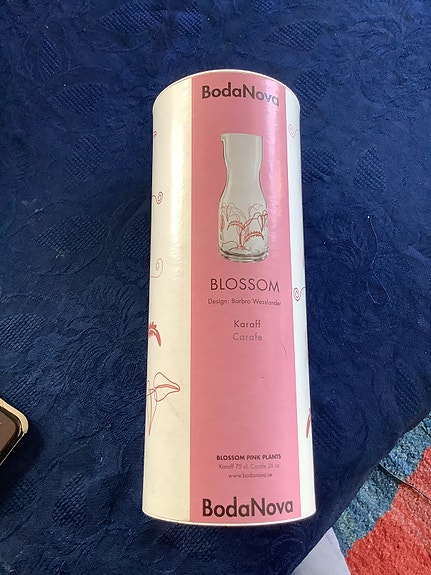 BodaNova
BLOSSOM
Design: Barbro Wesslander
Karaff
Carafe
BLOSSOM PINK PLANTS
Karaff 75 cl. Carafe 26 oz
www.bodanova.se
BodaNova